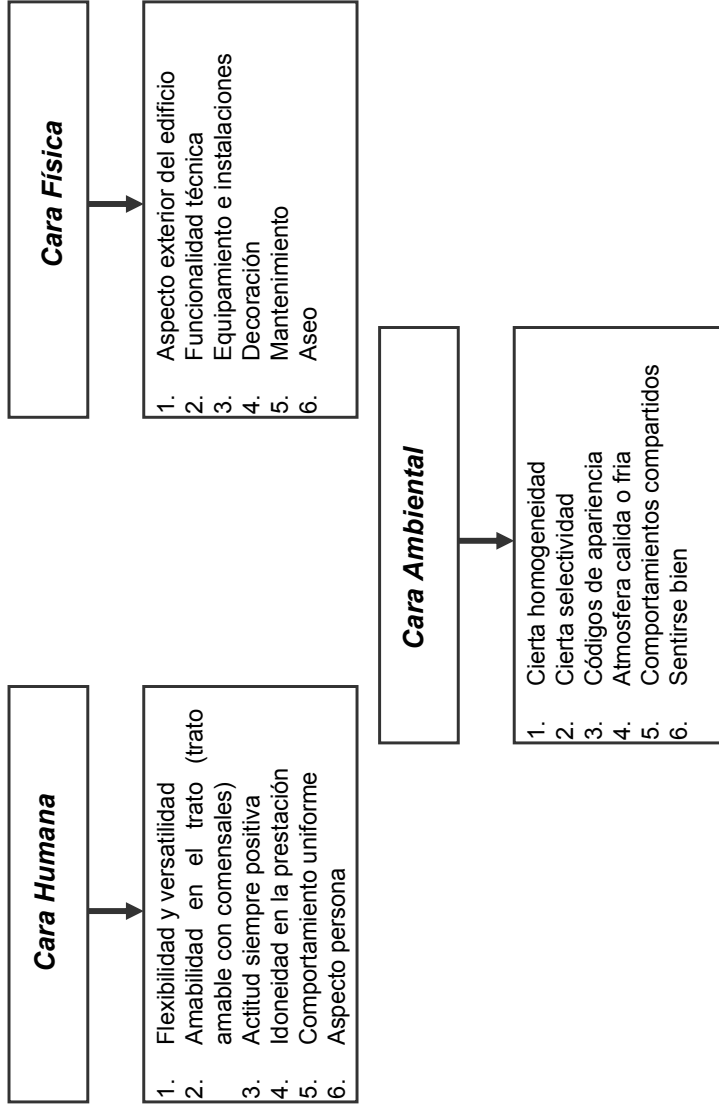 Cara Humana
1. Flexibilidad y versatilidad
2. Amabilidad en el trato (trato
amable con comensales)
3. Actitud siempre positiva
4. Idoneidad en la prestación
5. Comportamiento uniforme
6. Aspecto persona
Cara Física
1. Aspecto exterior del edificio
2. Funcionalidad técnica
3. Equipamiento e instalaciones
4. Decoración
5. Mantenimiento
6. Aseo
Cara Ambiental
1. Cierta homogeneidad
2. Cierta selectividad
3. Códigos de apariencia
4. Atmosfera calida o fria
5. Comportamientos compartidos
6. Sentirse bien